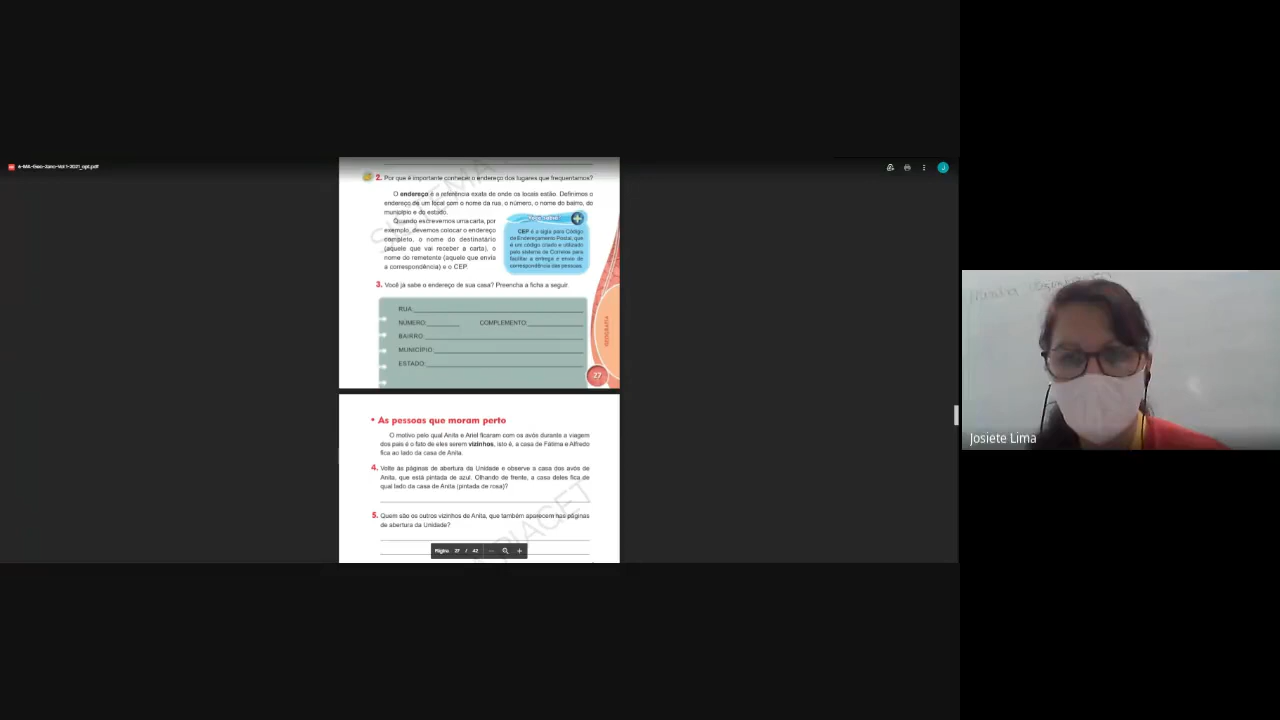 2. Por que é importante conhecer o endereço dos lugares que frequentamos?
O endereço é a referência exata de onde os locais estão. Definimos o
endereço de um local com o nome da rua, o número, o nome do bairro, do
município e do estado.
Quando escrevemos uma carta, por
exemplo, devemos colocar o endereço
completo, o nome do destinatário
(aquele que vai receber a carta), o
nome do remetente (aquele que envia
a correspondência) e o CEP.
CEP é a sigla para Código
de Endereçamento Postal, que
é um código criado e utilizado
pelo sistema de Correios para
facilitar a entrega e envio de
correspondência das pessoas.
3. Você já sabe o endereço de sua casa? Preencha a ficha a seguir.
RUA:
NÚMERO: COMPLEMENTO:
BAIRRO:
MUNICÍPIO:
ESTADO:
GEOGRAFIA
27
• As pessoas que moram perto
O motivo pelo qual Anita e Ariel ficaram com os avós durante a viagem
dos pais é o fato de eles serem vizinhos, isto é, a casa de Fátima e Alfredo
fica ao lado da casa de Anita.
4. Volte às páginas de abertura da Unidade e observe a casa dos avós de
Anita, que está pintada de azul. Olhando de frente, a casa deles fica de
qual lado da casa de Anita (pintada de rosa)?
5. Quem são os outros vizinhos de Anita, que também aparecem nas páginas
de abertura da Unidade?
Página 27 / 42
J
Josiete Lima